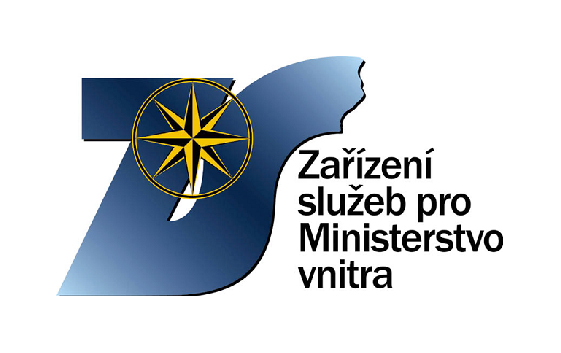 Zařízení
služeb pro
Ministerstvo
vnitra